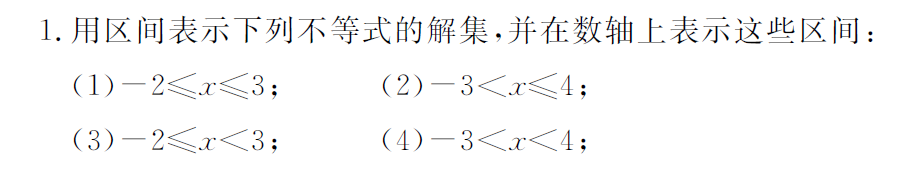 1. 用区间表示下列不等式的解集,并在数轴上表示这些区间:
(1)-2≤x≤3; (2)-3<x≤4;
(3)-2≤x<3; (4)-3<x<4;